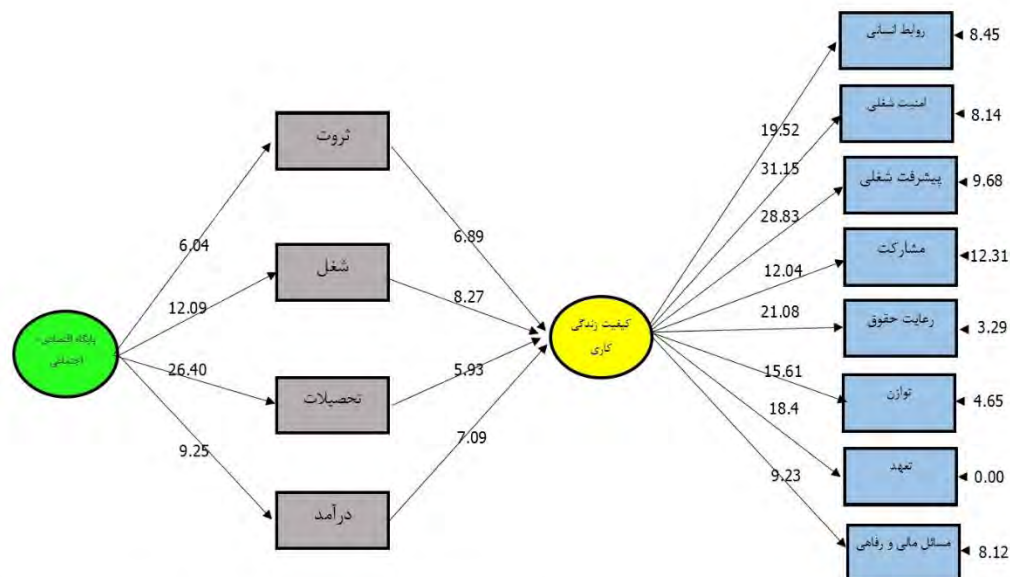 پایگاه اقتصادی-
اجتماعی
6.04
12.09
26.40
9.25
ثروت
شغل
تحصیلات
درآمد
6.89
8.27
5.93
7.09
کیفیت زندگی
کاری
19.52
31.15
28.83
12.04
21.08
15.61
18.4
9.23
روابط انسانی
8.45
امنیت شغلی
8.14
پیشرفت شغلی
9.68
مشارکت
12.31
رعایت حقوق
3.29
توازن
4.65
تعهد
0.00
مسائل مالی و رفاهی
8.12